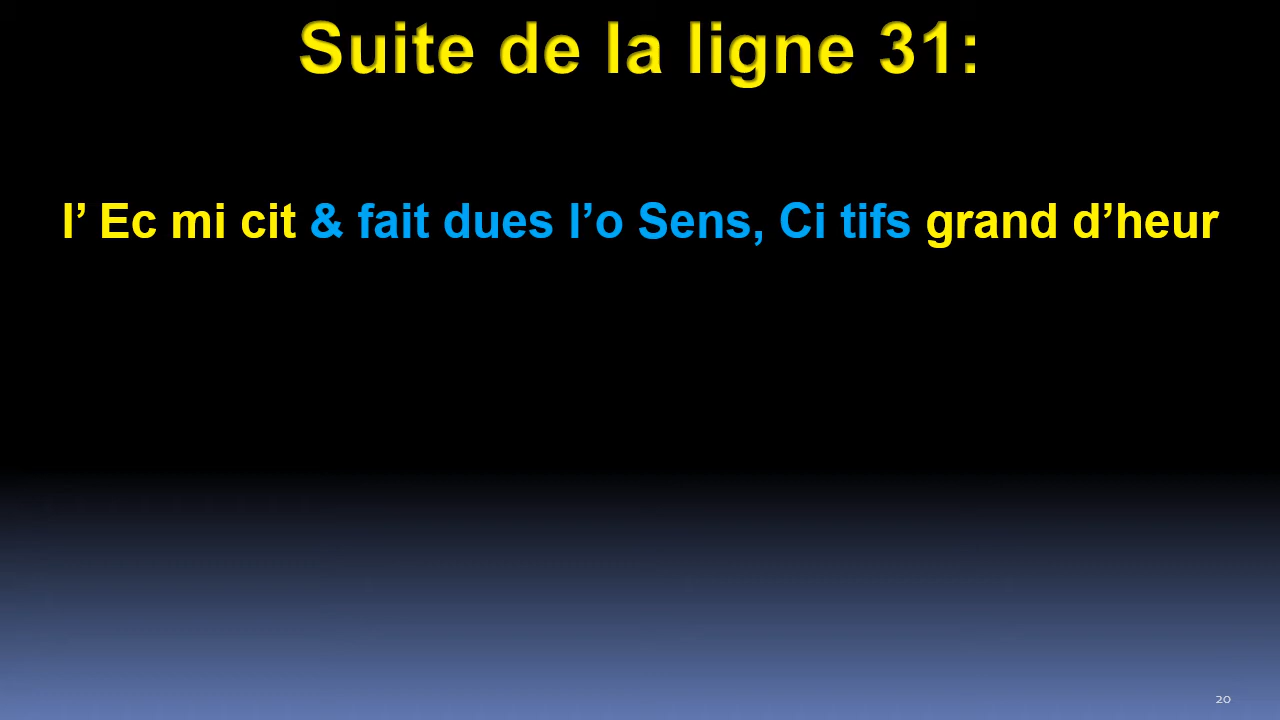 Suite de la ligne 31:
l’ Ec mi cit & fait dues l’o Sens, Ci tifs grand d’heur
20